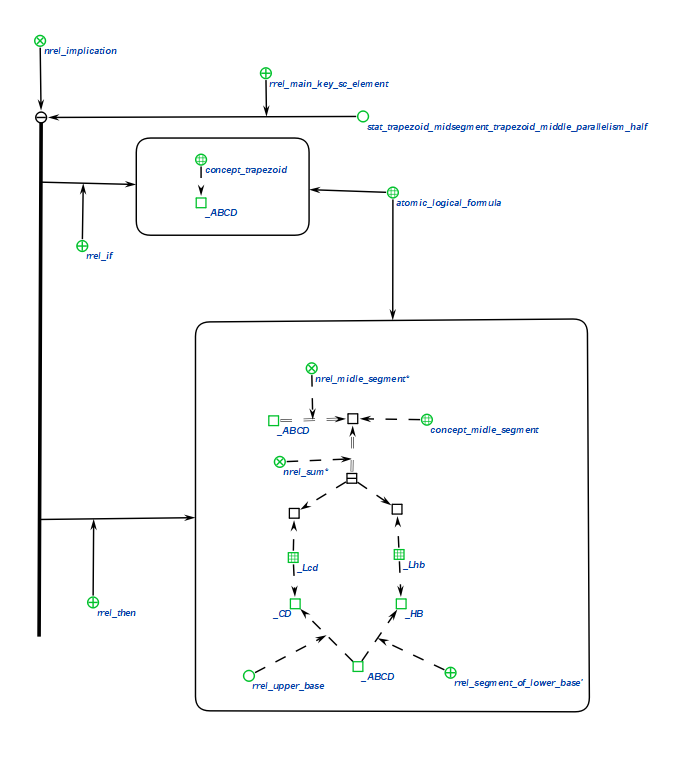 nrel_implication
rrel_main_key_sc_element
stat_trapezoid_midsegment_trapezoid_middle_parallelism_half
concept_trapezoid
_ABCD
atomic_logical_formula
rrel_if
nrel_midle_segment*
_ABCD
concept_midle_segment
nrel_sum*
_Lcd
_Lhb
_CD
_HB
rrel_then
_ABCD
rrel_upper_base
rrel_segment_of_lower_base'